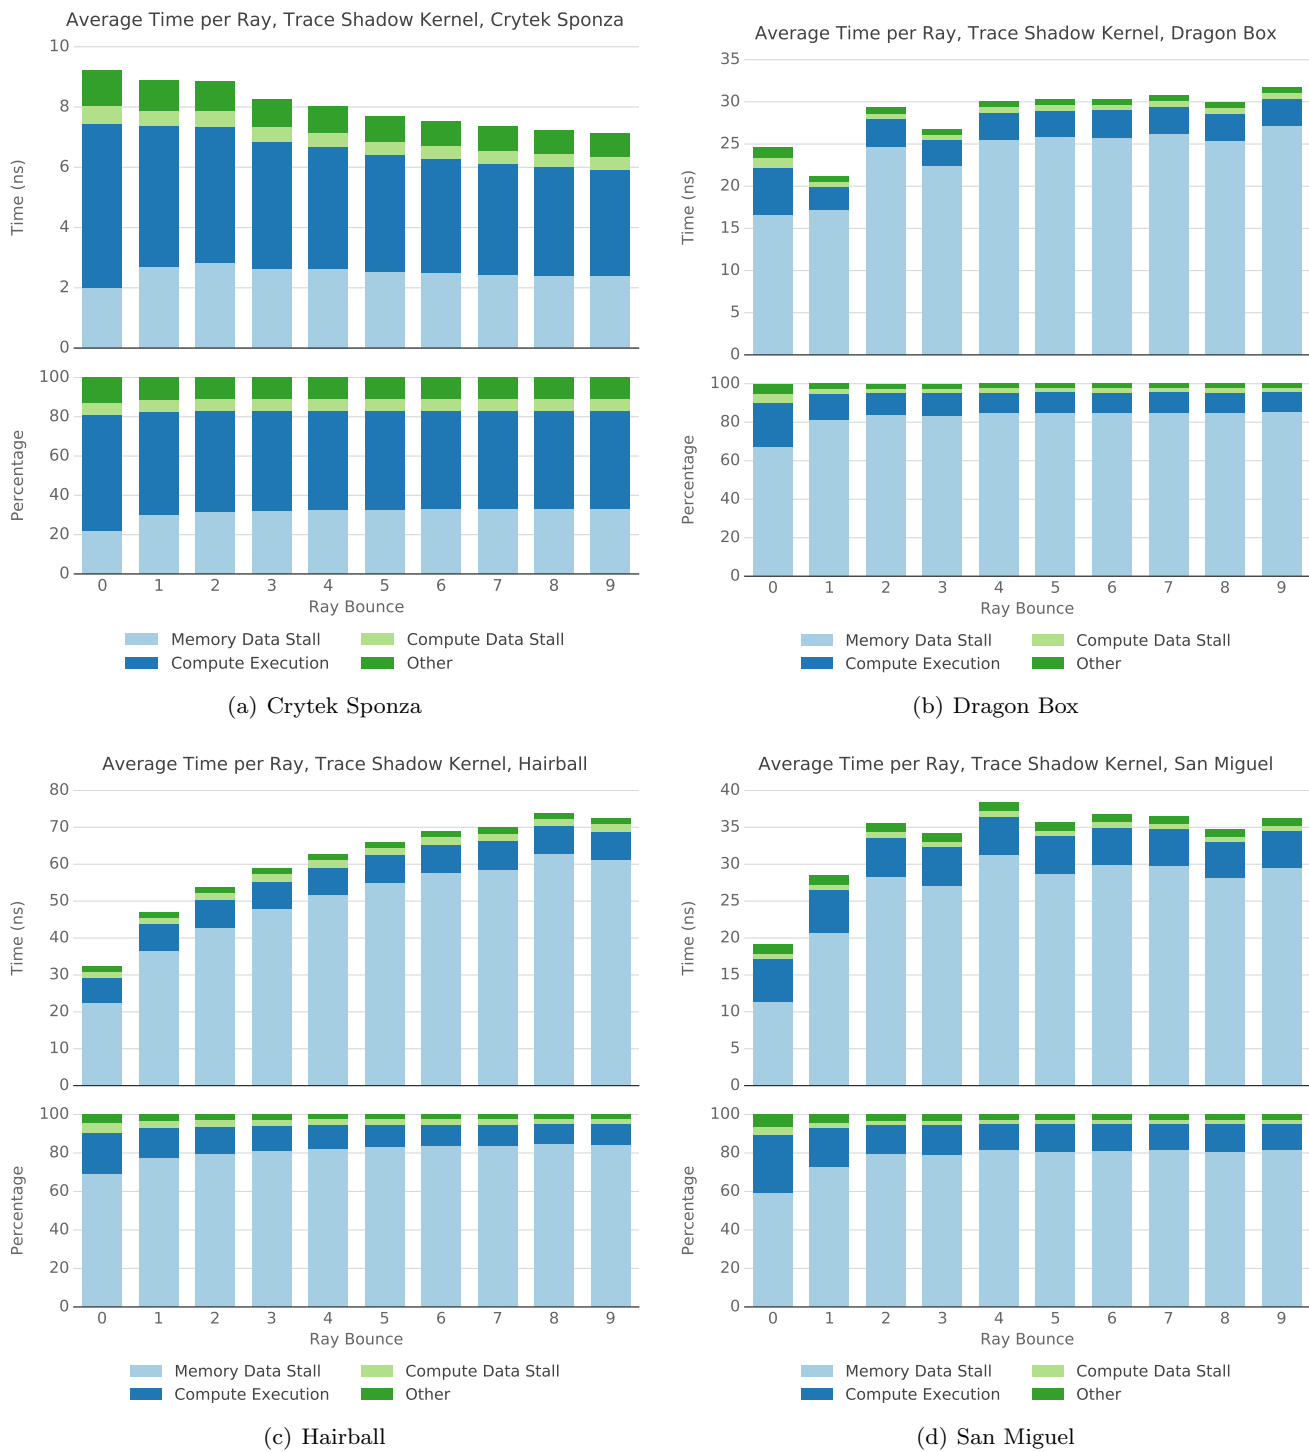 Average Time per Ray, Trace Shadow Kernel, Crytek Sponza
10
8
6
4
2
0
Time (ns)
100
80
60
40
20
0
Percentage
0 1 2 3 4 5 6 7 8 9
Ray Bounce
Memory Data Stall Compute Data Stall
Compute Execution Other
(a) Crytek Sponza
Average Time per Ray, Trace Shadow Kernel, Dragon Box
35
30
25
20
15
10
5
0
Time (ns)
100
80
60
40
20
0
Percentage
0 1 2 3 4 5 6 7 8 9
Ray Bounce
Memory Data Stall Compute Data Stall
Compute Execution Other
(b) Dragon Box
Average Time per Ray, Trace Shadow Kernel, Hairball
80
70
60
50
40
30
20
10
0
Time (ns)
100
80
60
40
20
0
Percentage
0 1 2 3 4 5 6 7 8 9
Ray Bounce
Memory Data Stall Compute Data Stall
Compute Execution Other
(c) Hairball
Average Time per Ray, Trace Shadow Kernel, San Miguel
40
35
30
25
20
15
10
5
0
Time (ns)
100
80
60
40
20
0
Percentage
0 1 2 3 4 5 6 7 8 9
Ray Bounce
Memory Data Stall Compute Data Stall
Compute Execution Other
(d) San Miguel